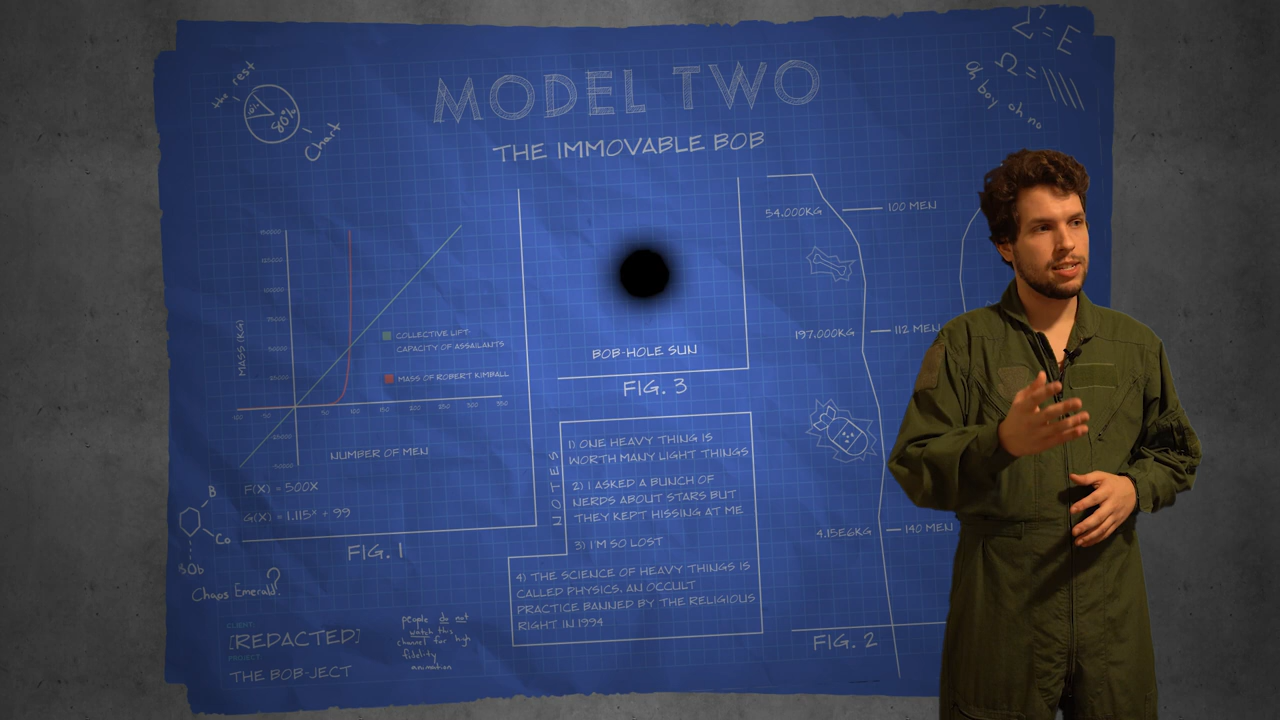 MODEL TWO
THE IMMOVABLE BOB
the rest
10%
80%
Chart
= E
Ω = ||||
Oh boy oh no
MASS (KG)
150000
COLLECTIVE LIFT-
CAPACITY OF ASSAILANTS
MASS OF ROBERT KIMBALL
50
100
150
NUMBER OF MEN
F(X) = 500X
G(X) = 1.115^x + 99
FIG. 1
BOB-HOLE SUN
FIG. 3
NOTES
1) ONE HEAVY THING IS
WORTH MANY LIGHT THINGS
2) I ASKED A BUNCH OF
NERDS ABOUT STARS BUT
THEY KEPT HISSING AT ME
3) I'M SO LOST
4) THE SCIENCE OF HEAVY THINGS IS
CALLED PHYSICS, AN OCCULT
PRACTICE BANNED BY THE RELIGIOUS
RIGHT IN 1994
54.000KG
100 MEN
197.000KG
112 MEN
4.15E6KG
140 MEN
FIG. 2
B
Co
BOb
Chaos Emerald?
CLIENT:
[REDACTED]
PROJECT:
THE BOB-JECT
people do not
watch this
channel for high
fidelity
animation